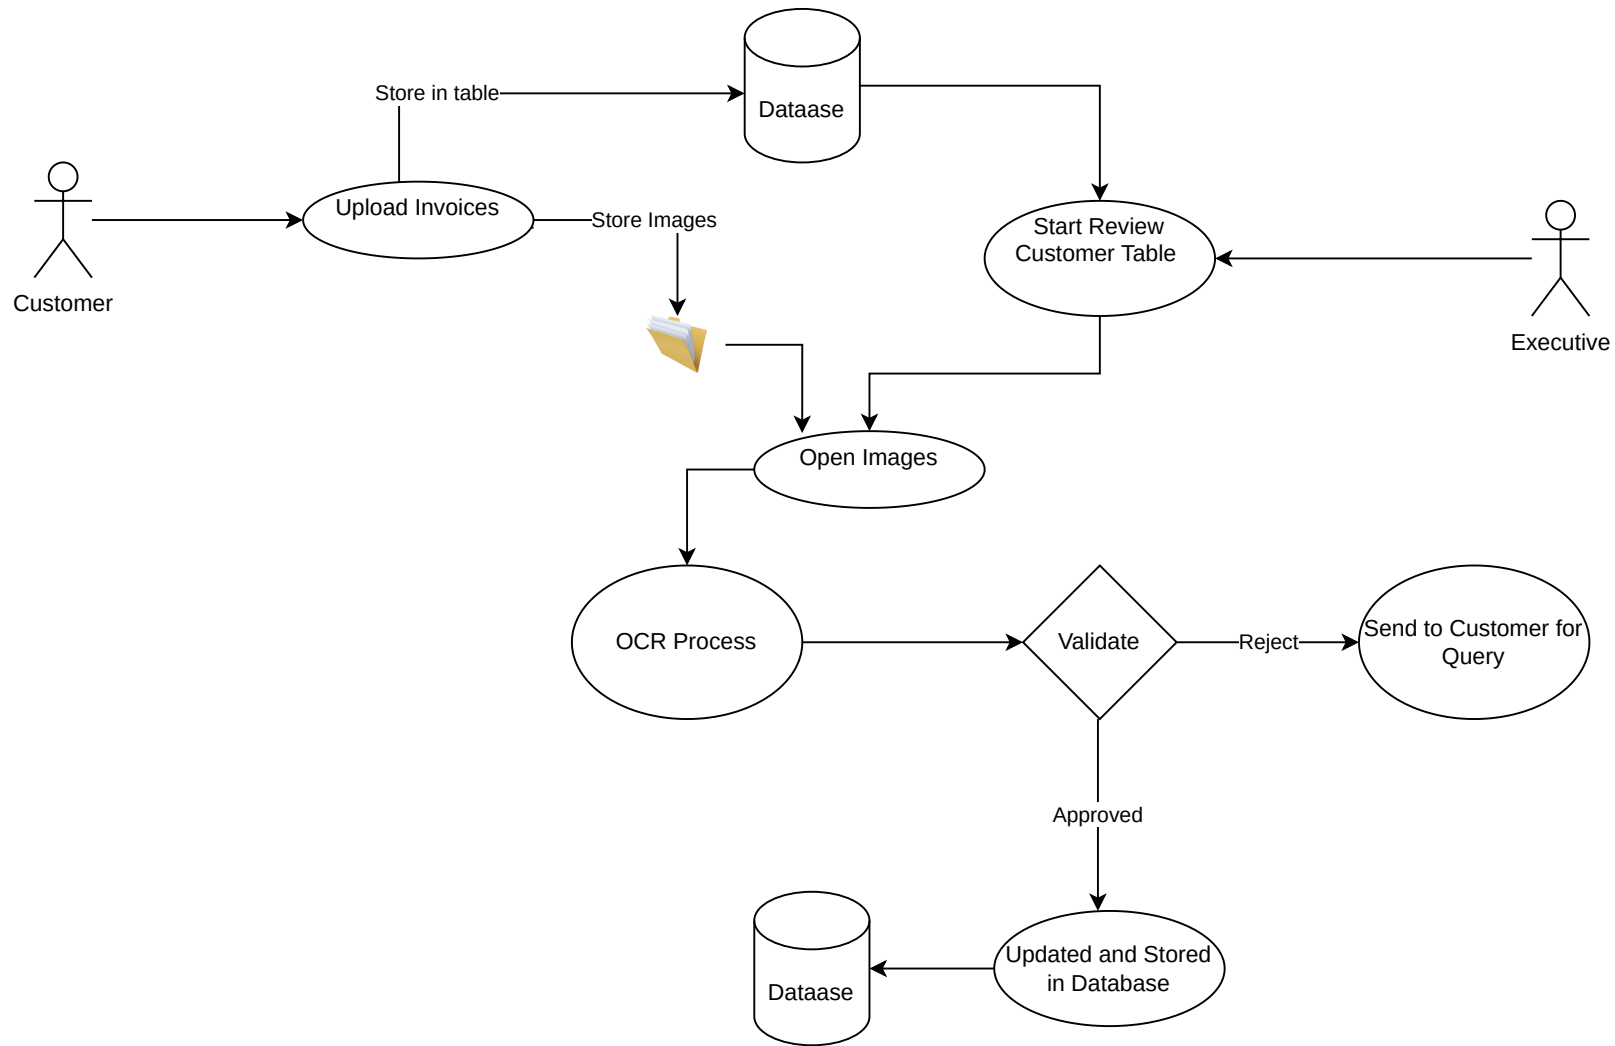 Store in table
Dataase
Upload Invoices
Store Images
Start Review
Customer Table
Customer
Executive
Open Images
OCR Process
Validate
Reject
Send to Customer for
Query
Approved
Updated and Stored
in Database
Dataase